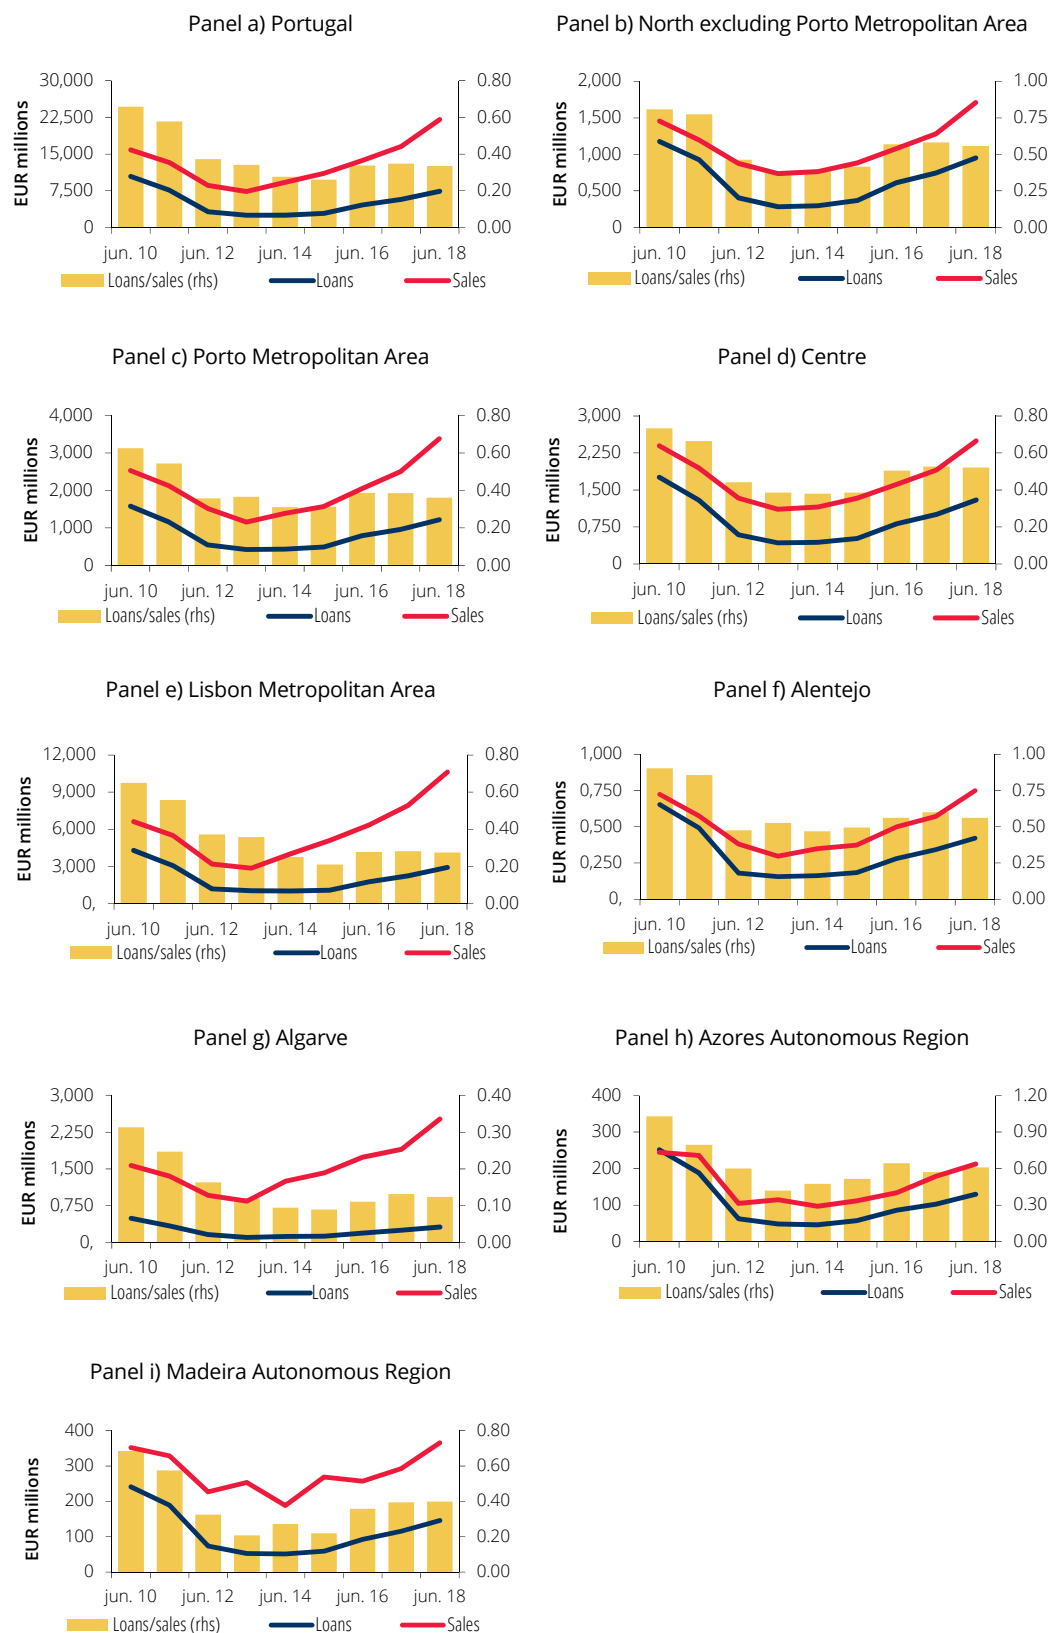 Panel a) Portugal
EUR millions
30,000
22,500
15,000
7,500
0
0.80
0.60
0.40
0.20
0.00
jun. 10 jun. 12 jun. 14 jun. 16 jun. 18
Loans/sales (rhs) Loans Sales
Panel b) North excluding Porto Metropolitan Area
EUR millions
2,000
1,500
1,000
0,500
0
1.00
0.75
0.50
0.25
0.00
jun. 10 jun. 12 jun. 14 jun. 16 jun. 18
Loans/sales (rhs) Loans Sales
Panel c) Porto Metropolitan Area
EUR millions
4,000
3,000
2,000
1,000
0
0.80
0.60
0.40
0.20
0.00
jun. 10 jun. 12 jun. 14 jun. 16 jun. 18
Loans/sales (rhs) Loans Sales
Panel d) Centre
EUR millions
3,000
2,250
1,500
0,750
0
0.80
0.60
0.40
0.20
0.00
jun. 10 jun. 12 jun. 14 jun. 16 jun. 18
Loans/sales (rhs) Loans Sales
Panel e) Lisbon Metropolitan Area
EUR millions
12,000
9,000
6,000
3,000
0,
0.80
0.60
0.40
0.20
0.00
jun. 10 jun. 12 jun. 14 jun. 16 jun. 18
Loans/sales (rhs) Loans Sales
Panel f) Alentejo
EUR millions
1,000
0,750
0,500
0,250
0,
1.00
0.75
0.50
0.25
0.00
jun. 10 jun. 12 jun. 14 jun. 16 jun. 18
Loans/sales (rhs) Loans Sales
Panel g) Algarve
EUR millions
3,000
2,250
1,500
0,750
0,
0.40
0.30
0.20
0.10
0.00
jun. 10 jun. 12 jun. 14 jun. 16 jun. 18
Loans/sales (rhs) Loans Sales
Panel h) Azores Autonomous Region
EUR millions
400
300
200
100
0
1.20
0.90
0.60
0.30
0.00
jun. 10 jun. 12 jun. 14 jun. 16 jun. 18
Loans/sales (rhs) Loans Sales
Panel i) Madeira Autonomous Region
EUR millions
400
300
200
100
0
0.80
0.60
0.40
0.20
0.00
jun. 10 jun. 12 jun. 14 jun. 16 jun. 18
Loans/sales (rhs) Loans Sales